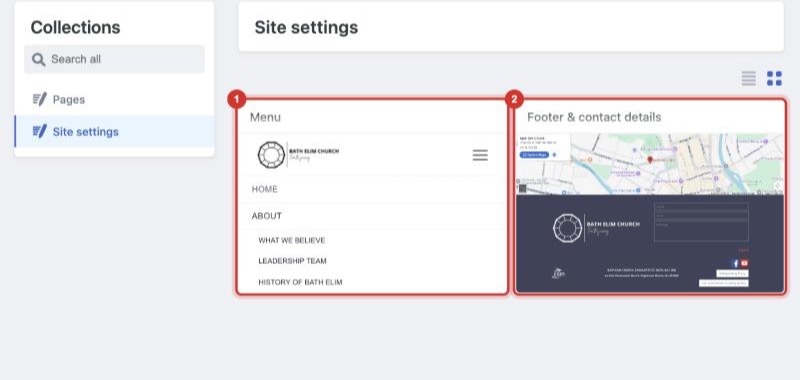 Collections
Search all
Pages
Site settings
Site settings
1
Menu
BATH ELIM CHURCH
HOME
ABOUT
WHAT WE BELIEVE
LEADERSHIP TEAM
HISTORY OF BATH ELIM
2
Footer & contact details
BATH ELIM CHURCH